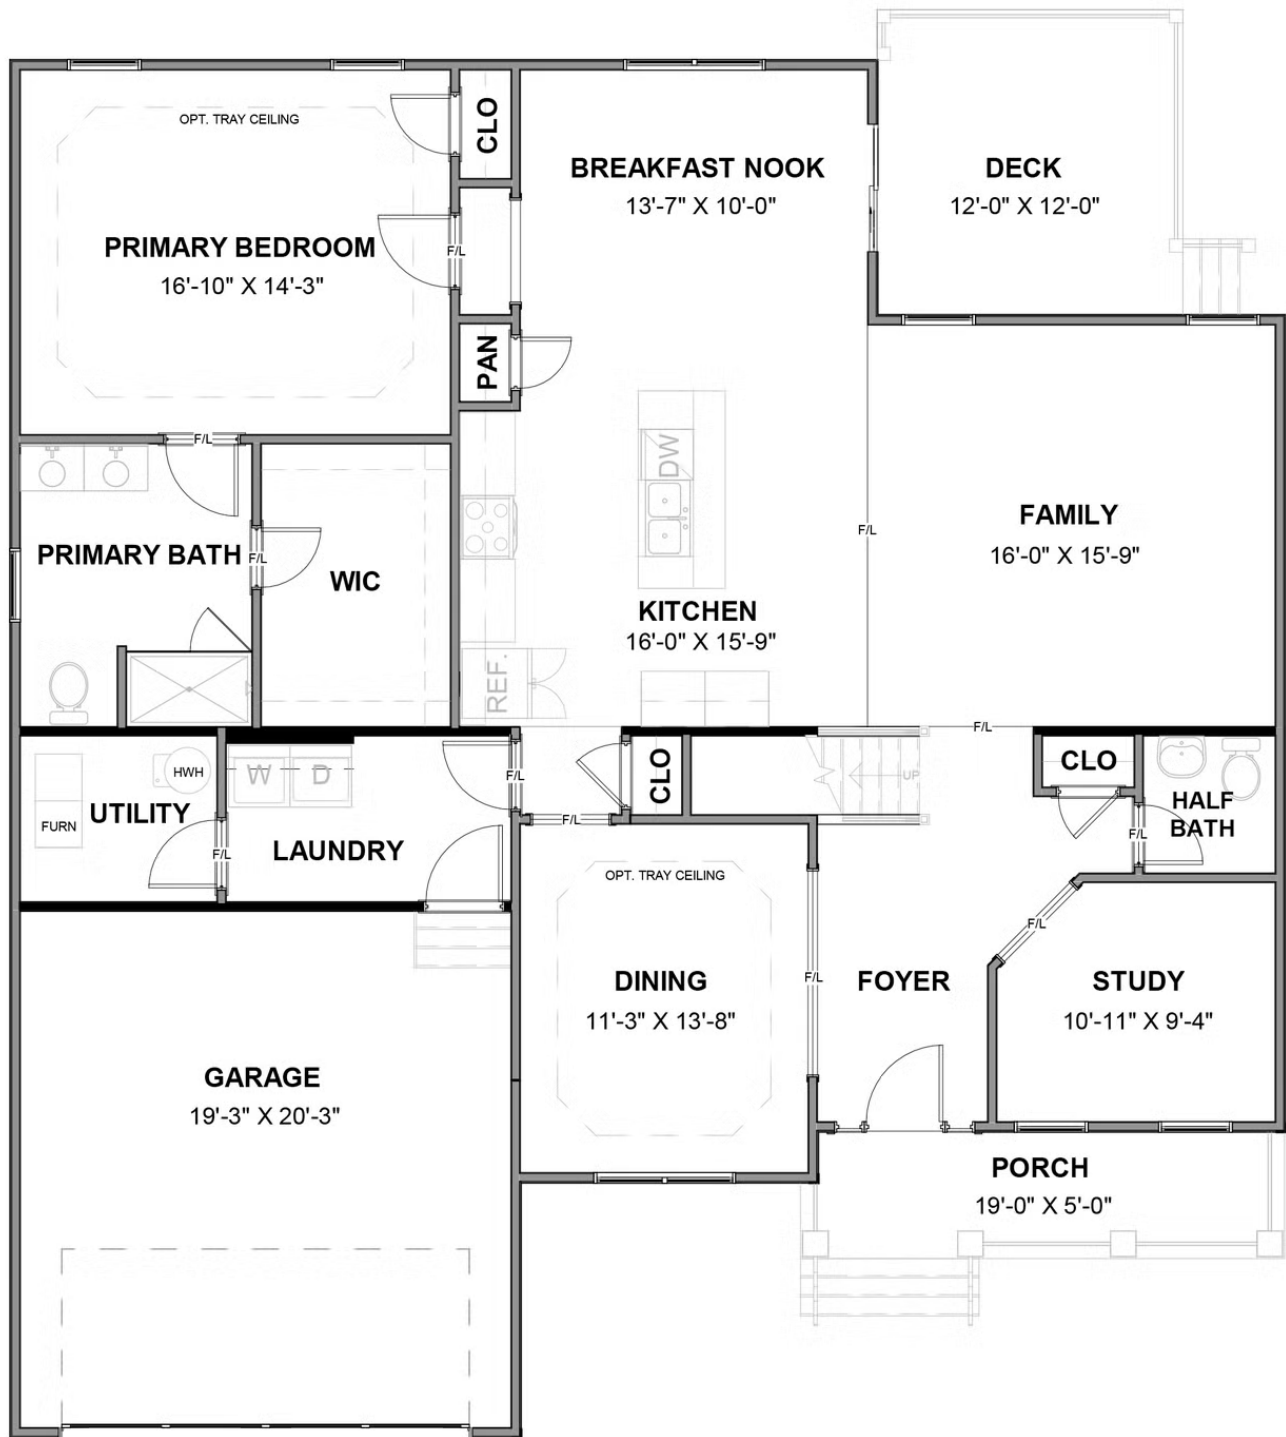 OPT. TRAY CEILING
CLO
BREAKFAST NOOK
13'-7" X 10'-0"
DECK
12'-0" X 12'-0"
PRIMARY BEDROOM
16'-10" X 14'-3"
F/L
PAN
F/L
DW
PRIMARY BATH
F/L
WIC
F/L
FAMILY
16'-0" X 15'-9"
KITCHEN
16'-0" X 15'-9"
REF.
F/L
HWH
UTILITY
FURN
W
D
F/L
LAUNDRY
F/L
CLO
F/L
UP
CLO
HALF
BATH
F/L
OPT. TRAY CEILING
DINING
11'-3" X 13'-8"
F/L
FOYER
F/L
STUDY
10'-11" X 9'-4"
GARAGE
19'-3" X 20'-3"
PORCH
19'-0" X 5'-0"